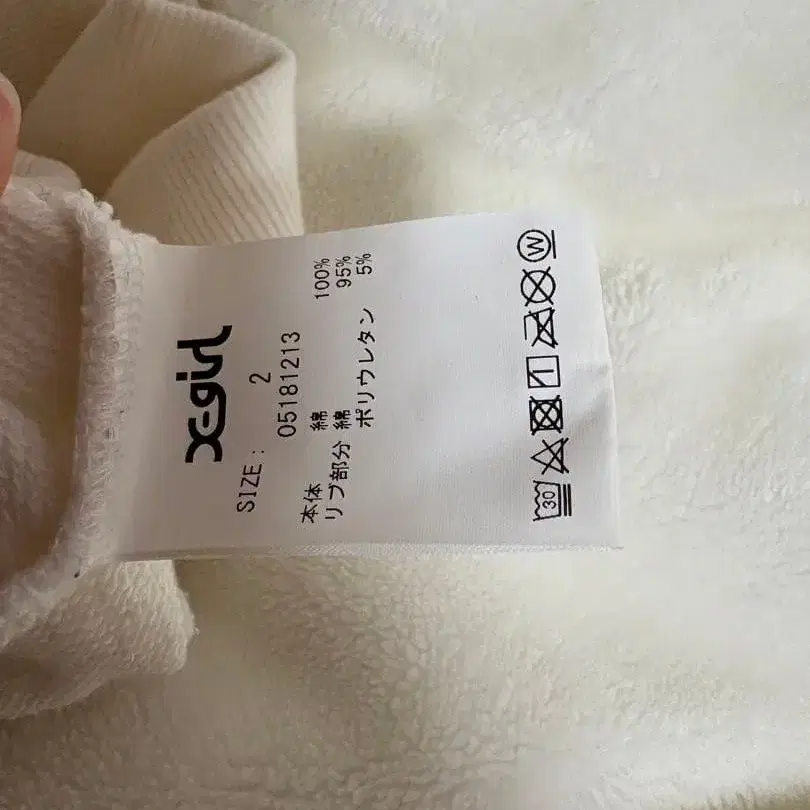 X-girl
SIZE: 2
05181213
本体 綿 100%
リブ部分 綿 95%
ポリウレタン 5%
30 W